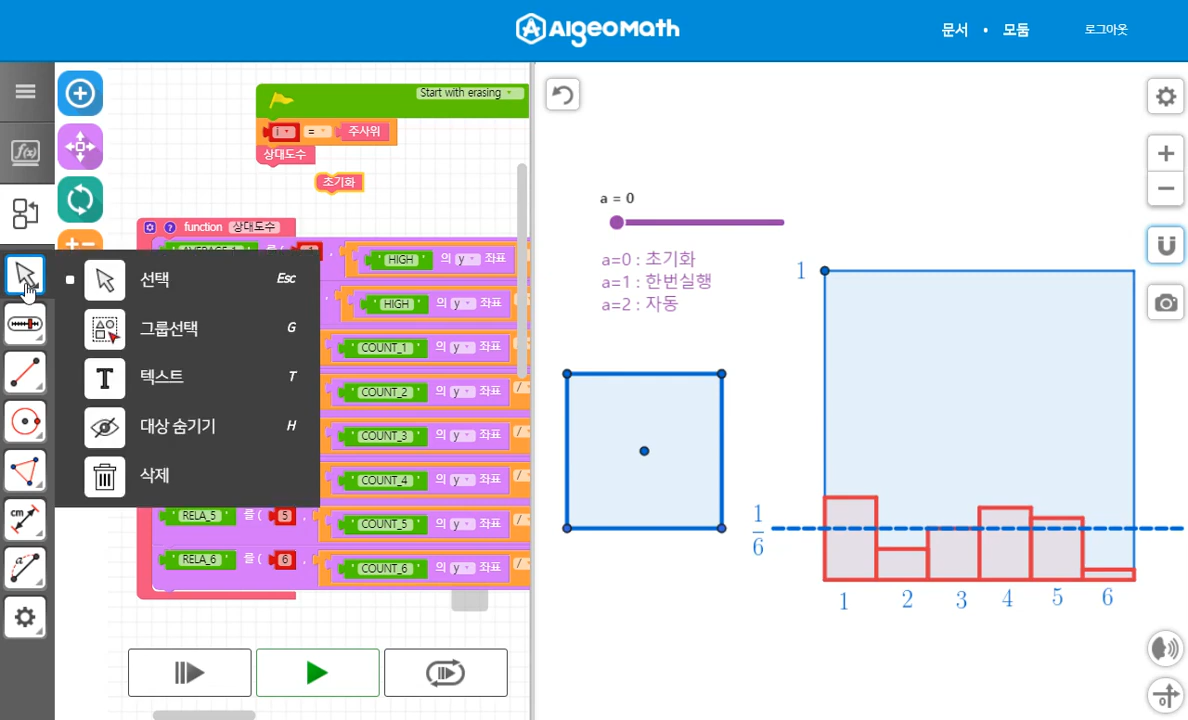 AlgeoMath
문서 • 모둠
로그아웃
f(x)
Start with erasing
i = 주사위
상대도수
초기화
function 상대도수
선택 Esc
그룹선택 G
T 텍스트 T
대상 숨기기 H
삭제
cm
a
' HIGH ' 의 y 좌표
' HIGH ' 의 y 좌표
' COUNT_1 ' 의 y 좌표 /
' COUNT_2 ' 의 y 좌표 /
' COUNT_3 ' 의 y 좌표 /
' COUNT_4 ' 의 y 좌표 /
' RELA_5 ' 를 ( 5 , ' COUNT_5 ' 의 y 좌표 /
' RELA_6 ' 를 ( 6 , ' COUNT_6 ' 의 y 좌표 /
a = 0
a=0 : 초기화
a=1 : 한번실행
a=2 : 자동
1
1
6
1 2 3 4 5 6